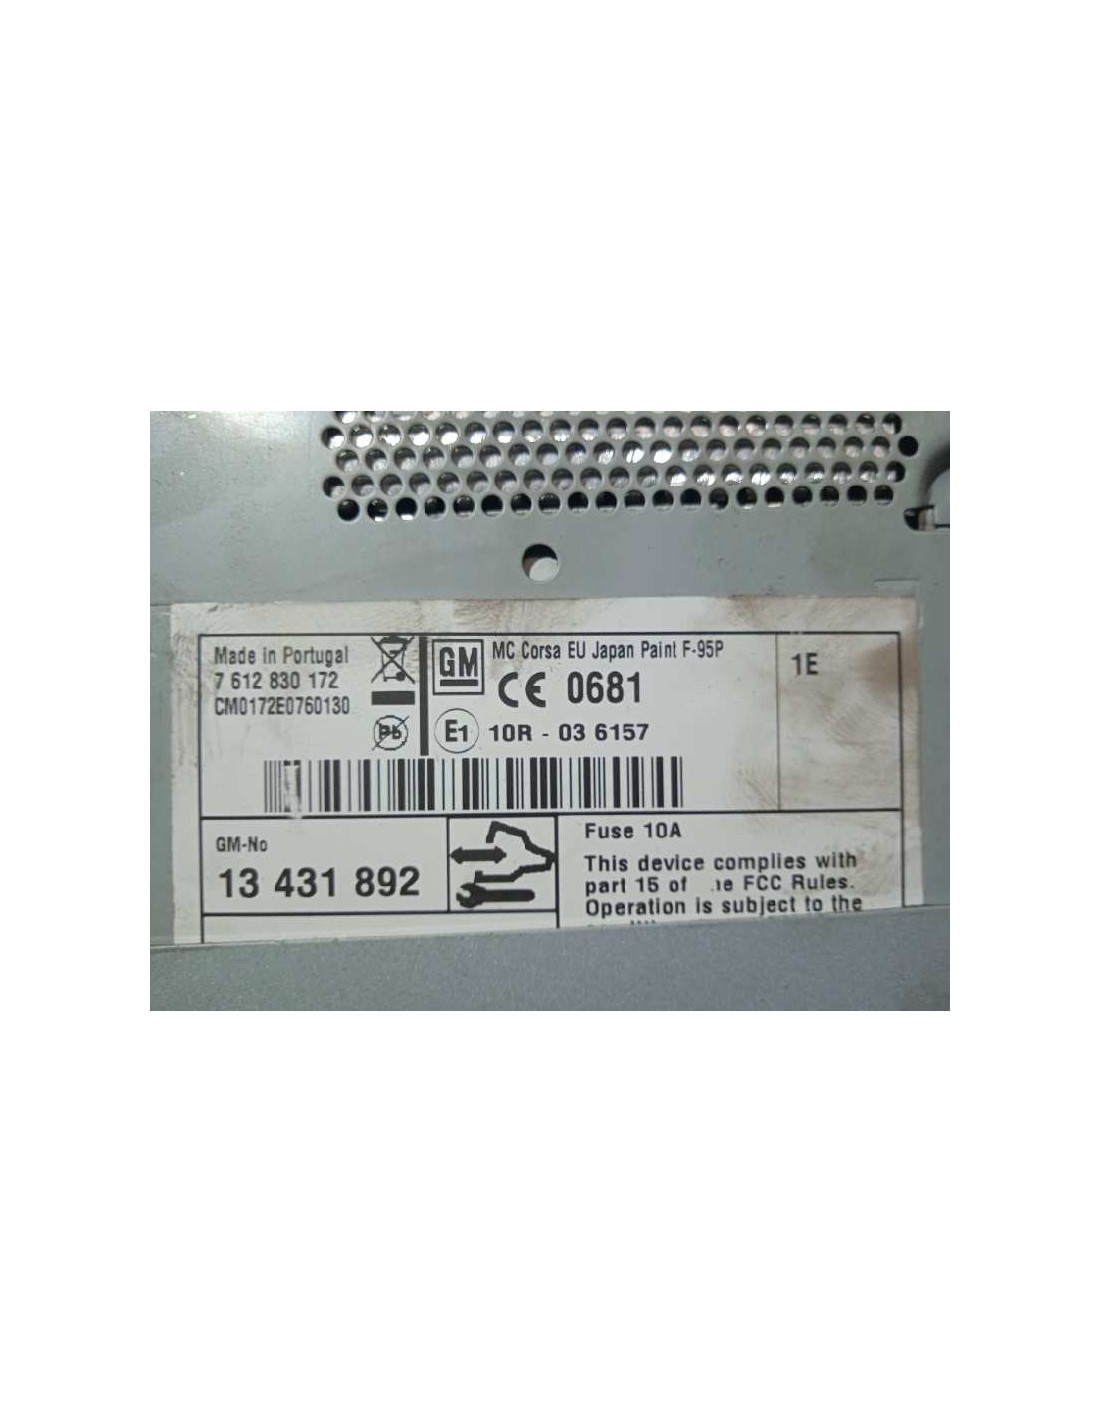 Made in Portugal
7 612 830 172
CM0172E0760130
Pb
GM
MC Corsa EU Japan Paint F-95P
CE 0681
E1 10R - 03 6157
1E
GM-No
13 431 892
Fuse 10A
This device complies with
part 15 of FCC Rules.
Operation is subject to the